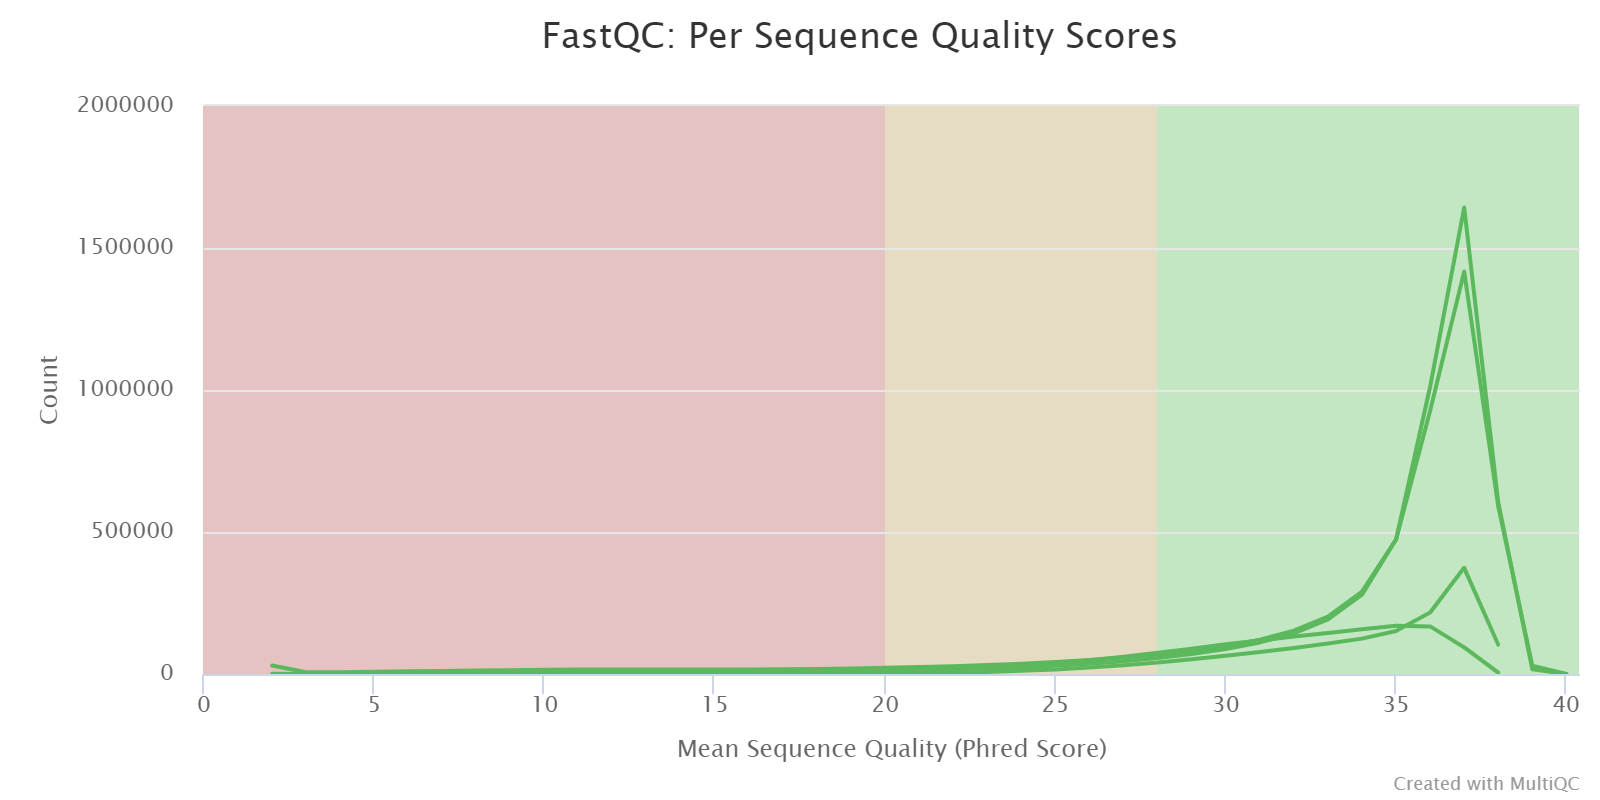 FastQC: Per Sequence Quality Scores
2000000
1500000
1000000
500000
0
Count
0 5 10 15 20 25 30 35 40
Mean Sequence Quality (Phred Score)
Created with MultiQC